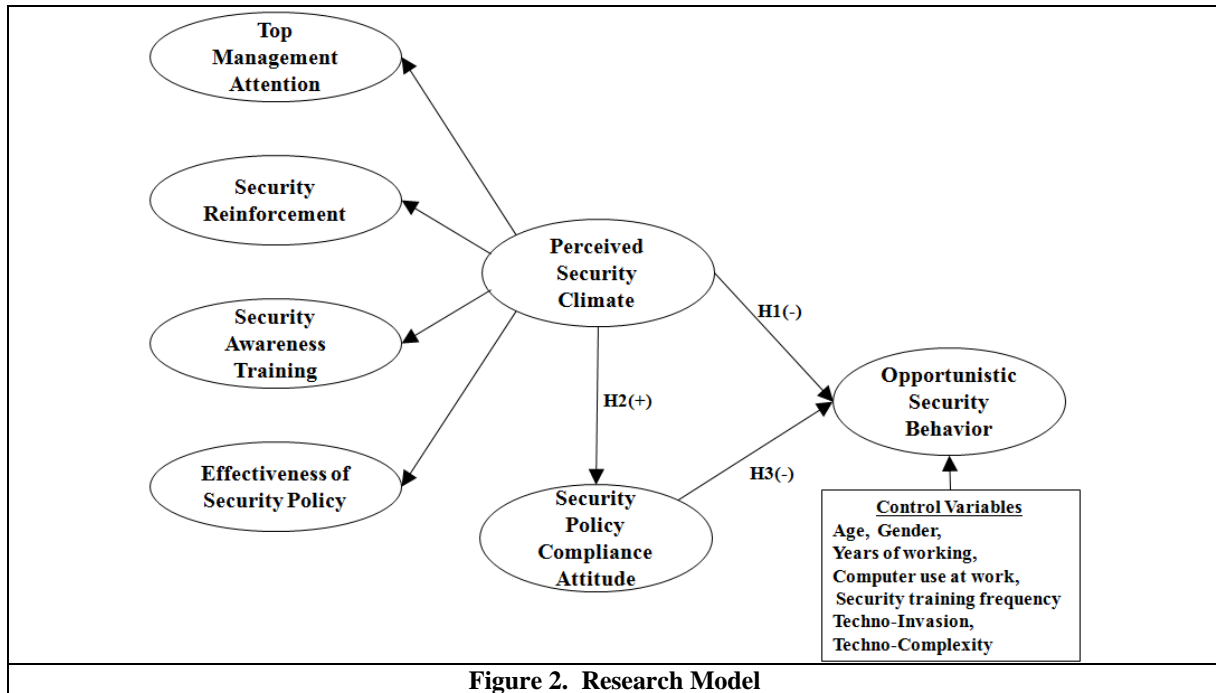 Top
Management
Attention
Security
Reinforcement
Security
Awareness
Training
Effectiveness of
Security Policy
Perceived
Security
Climate
H1(-)
H2(+)
H3(-)
Security
Policy
Compliance
Attitude
Opportunistic
Security
Behavior
Control Variables
Age, Gender,
Years of working,
Computer use at work,
Security training frequency
Techno-Invasion,
Techno-Complexity
Figure 2. Research Model